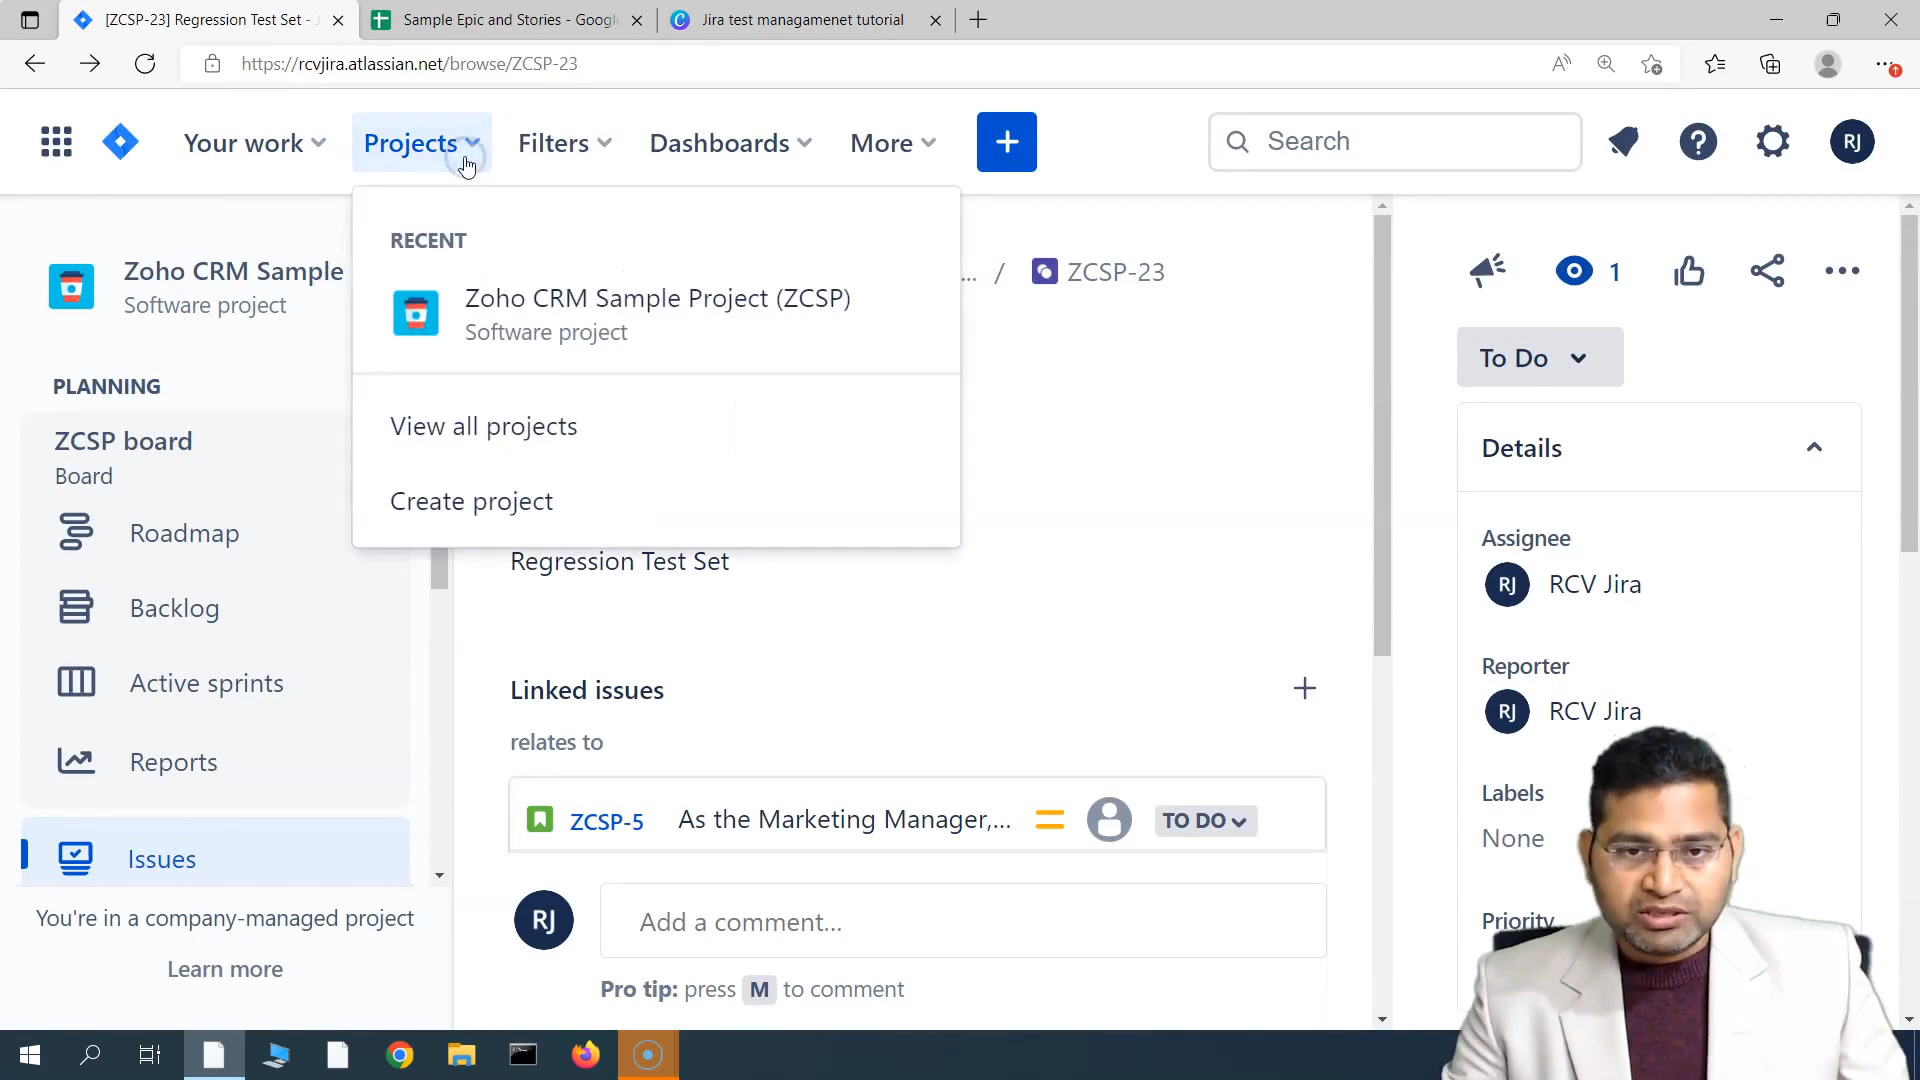 [ZCSP-23] Regression Test Set -
Sample Epic and Stories - Google
Jira test managamenet tutorial
https://rcvjira.atlassian.net/browse/ZCSP-23
Your work
Projects
Filters
Dashboards
More
Search
RJ
Zoho CRM Sample
Software project
PLANNING
ZCSP board
Board
Roadmap
Backlog
Active sprints
Reports
Issues
You're in a company-managed project
Learn more
RECENT
Zoho CRM Sample Project (ZCSP)
Software project
View all projects
Create project
... / ZCSP-23
Regression Test Set
Linked issues
relates to
ZCSP-5 As the Marketing Manager,... TO DO
RJ
Add a comment...
Pro tip: press M to comment
1
To Do
Details
Assignee
RJ RCV Jira
Reporter
RJ RCV Jira
Labels
None
Priority